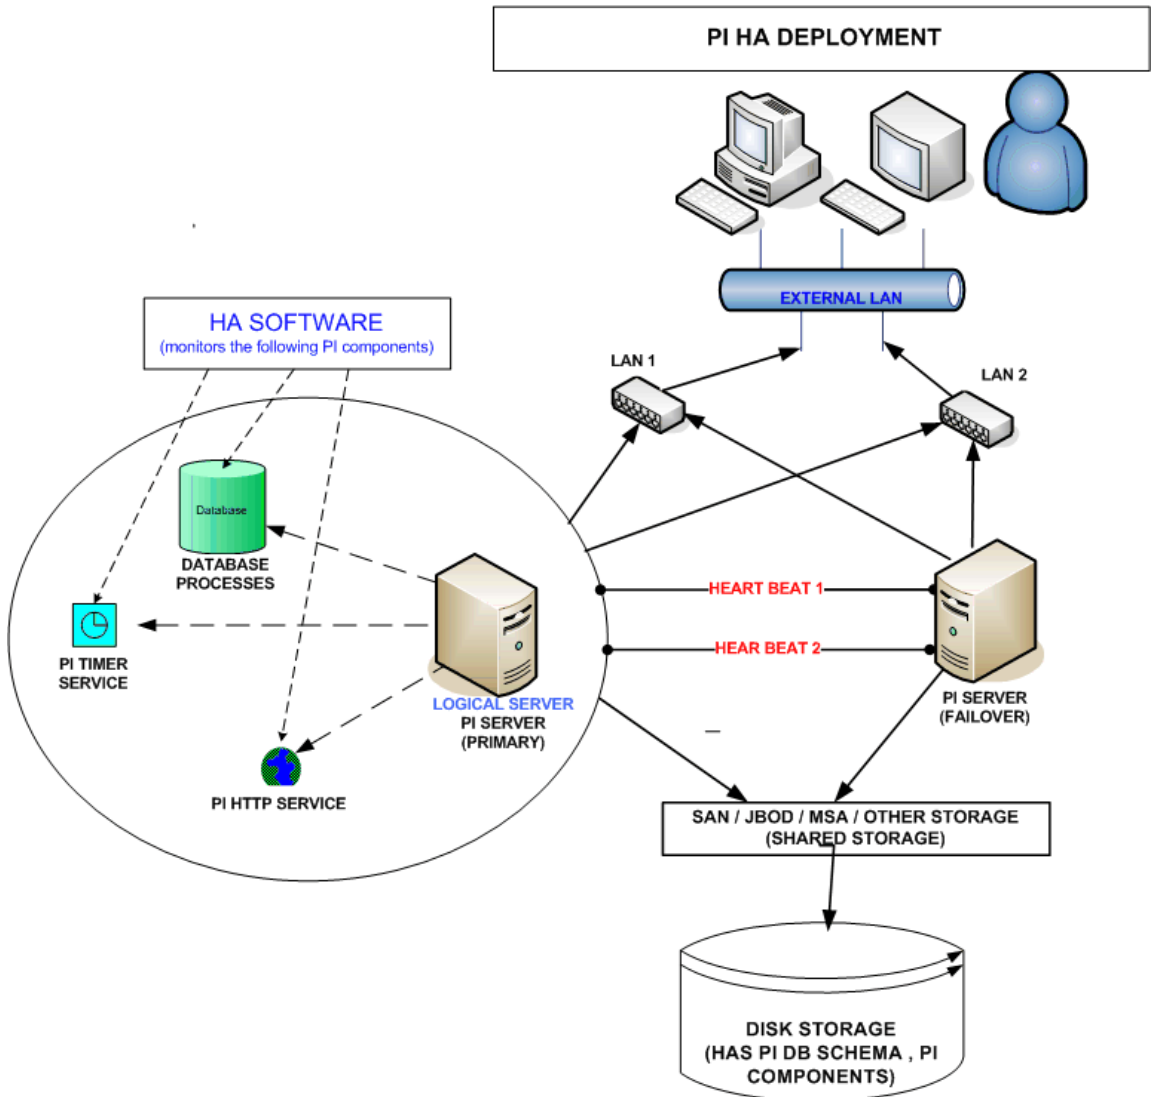 PI HA DEPLOYMENT
EXTERNAL LAN
HA SOFTWARE
(monitors the following PI components)
LAN 1
LAN 2
Database
DATABASE
PROCESSES
HEART BEAT 1
PI TIMER
SERVICE
HEAR BEAT 2
LOGICAL SERVER
PI SERVER
(PRIMARY)
PI SERVER
(FAILOVER)
PI HTTP SERVICE
SAN / JBOD / MSA / OTHER STORAGE
(SHARED STORAGE)
DISK STORAGE
(HAS PI DB SCHEMA , PI
COMPONENTS)